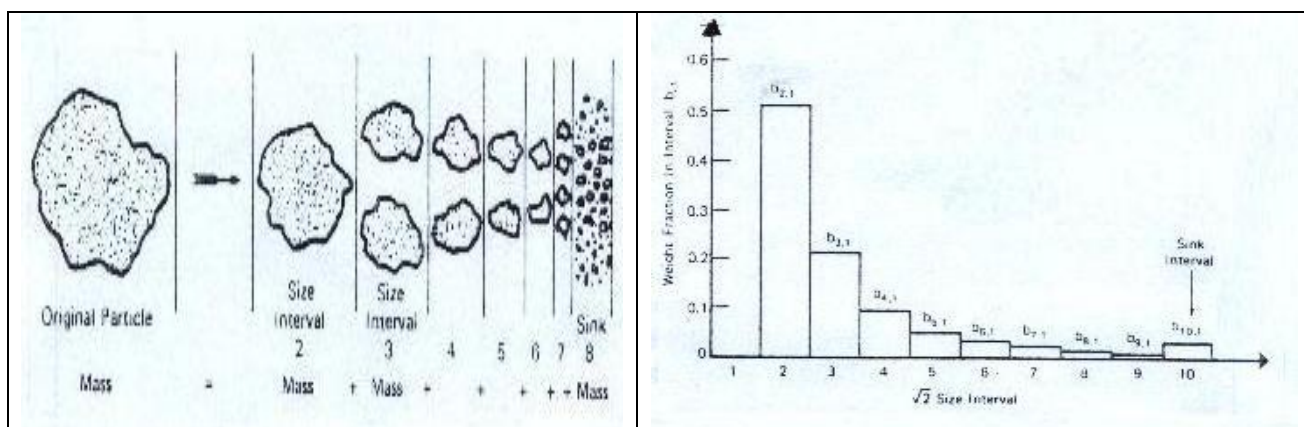 Original Particle
Size
Interval
2
Size
Interval
3
4
5
6
7
Sink
8
Mass
=
Mass
+
Mass
+
+
+
+
+
Mass
Weight Fraction in Interval, b i,1
0.6
0.5
0.3
0.2
0.1
0
b2,1
b3,1
b4,1
b5,1
b6,1
b7,1
b8,1
b9,1
b10,1
Sink
Interval
1 2 3 4 5 6 7 8 9 10
√2 Size Interval